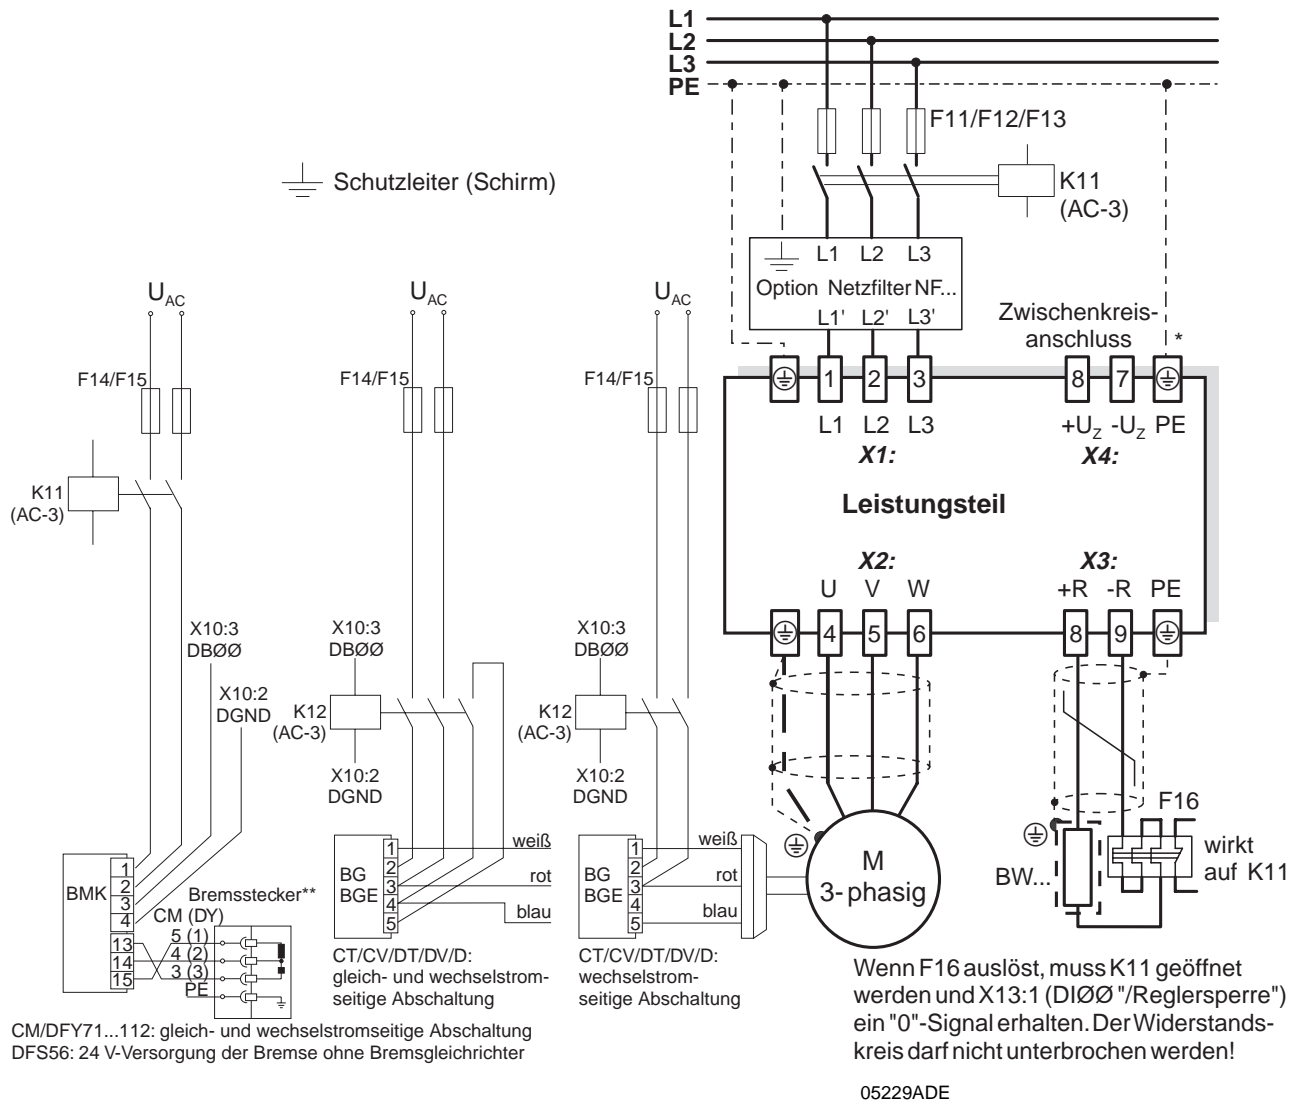 L1
L2
L3
PE
F11/F12/F13
K11
(AC-3)
Schutzleiter (Schirm)
L1 L2 L3
Option Netzfilter NF...
L1' L2' L3'
Zwischenkreis-
anschluss *
1 2 3 8 7
L1 L2 L3 +UZ -UZ PE
X1: X4:
Leistungsteil
X2: X3:
U V W +R -R PE
4 5 6 8 9
UAC UAC UAC
F14/F15 F14/F15 F14/F15
K11
(AC-3)
X10:3
DBØØ
X10:2
DGND
X10:3
DBØØ
K12
(AC-3)
X10:2
DGND
X10:3
DBØØ
K12
(AC-3)
X10:2
DGND
BMK
1
2
3
4
13
14
15
Bremsstecker**
CM (DY)
5 (1)
4 (2)
3 (3)
PE
BG
BGE
1
2
3
4
5
weiß
rot
blau
CT/CV/DT/DV/D:
gleich- und wechselstrom-
seitige Abschaltung
BG
BGE
1
2
3
4
5
weiß
rot
blau
CT/CV/DT/DV/D:
wechselstrom-
seitige Abschaltung
M
3-phasig
BW...
F16
wirkt
auf K11
CM/DFY71...112: gleich- und wechselstromseitige Abschaltung
DFS56: 24 V-Versorgung der Bremse ohne Bremsgleichrichter
Wenn F16 auslöst, muss K11 geöffnet
werden und X13:1 (DIØØ "/Reglersperre")
ein "0"-Signal erhalten. Der Widerstands-
kreis darf nicht unterbrochen werden!
05229ADE